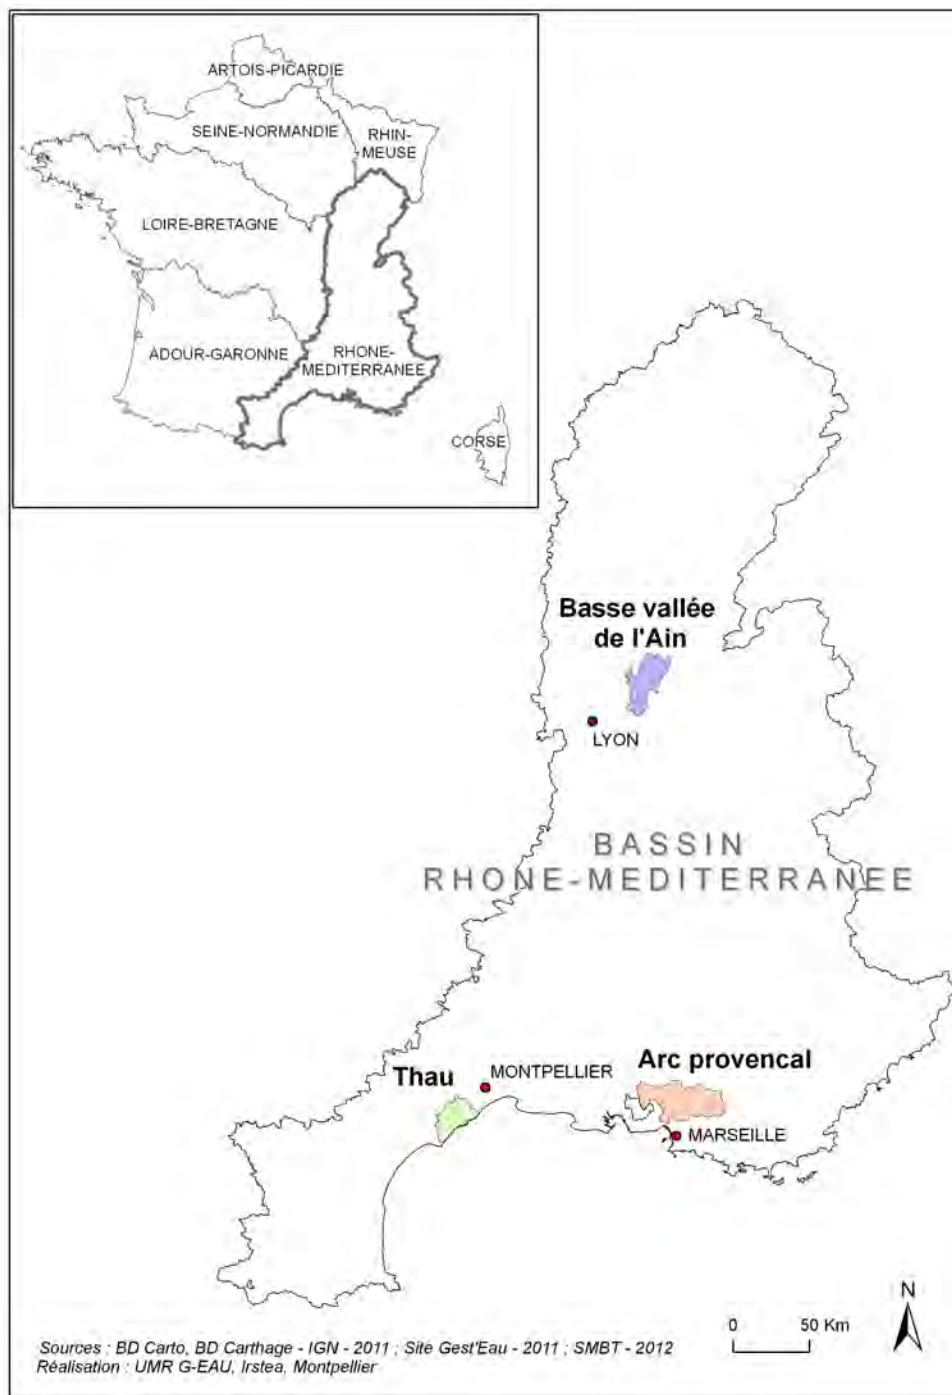 ARTOIS-PICARDIE
SEINE-NORMANDIE
RHIN-
MEUSE
LOIRE-BRETAGNE
ADOUR-GARONNE
RHONE-
MEDITERRANEE
CORSE
Basse vallée
de l'Ain
LYON
BASSIN
RHONE-MEDITERRANEE
Arc provencal
Thau
MONTPELLIER
MARSEILLE
N
0 50 Km
Sources : BD Carto, BD Carthage - IGN - 2011 ; Site Gest'Eau - 2011 ; SMBT - 2012
Réalisation : UMR G-EAU, Irstea, Montpellier